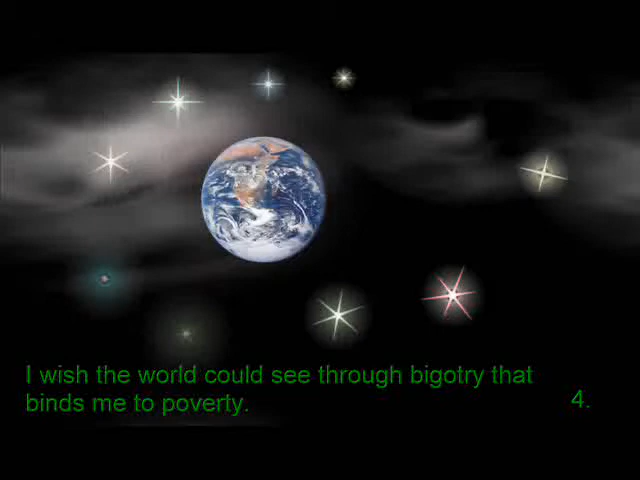 I wish the world could see through bigotry that
binds me to poverty.
4.